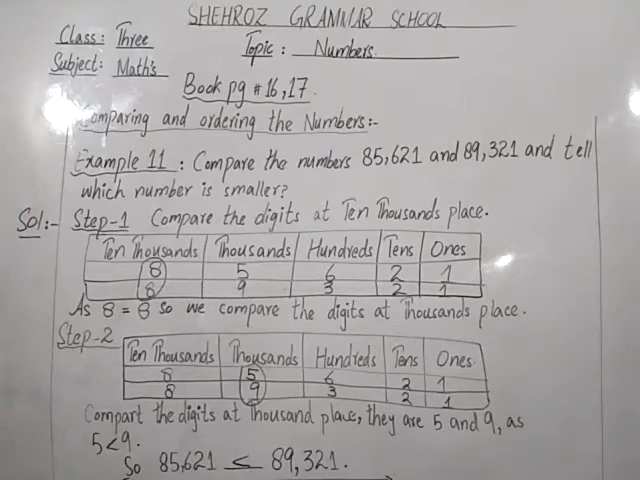 SHEHROZ GRAMMAR SCHOOL
Class: Three
Topic: Numbers
Subject: Math's
Book pg # 16,17.
Comparing and ordering the Numbers:-
Example 11: Compare the numbers 85,621 and 89,321 and tell
which number is smaller?
Sol:- Step-1 Compare the digits at Ten Thousands place.
Ten Thousands Thousands Hundreds Tens Ones
8 5 6 2 1
8 9 3 2 1
As 8 = 8 so we compare the digits at Thousands place.
Step-2
Ten Thousands Thousands Hundreds Tens Ones
8 5 6 2 1
8 9 3 2 1
Compart the digits at Thousand place, they are 5 and 9, as
5<9.
So 85,621 < 89,321.